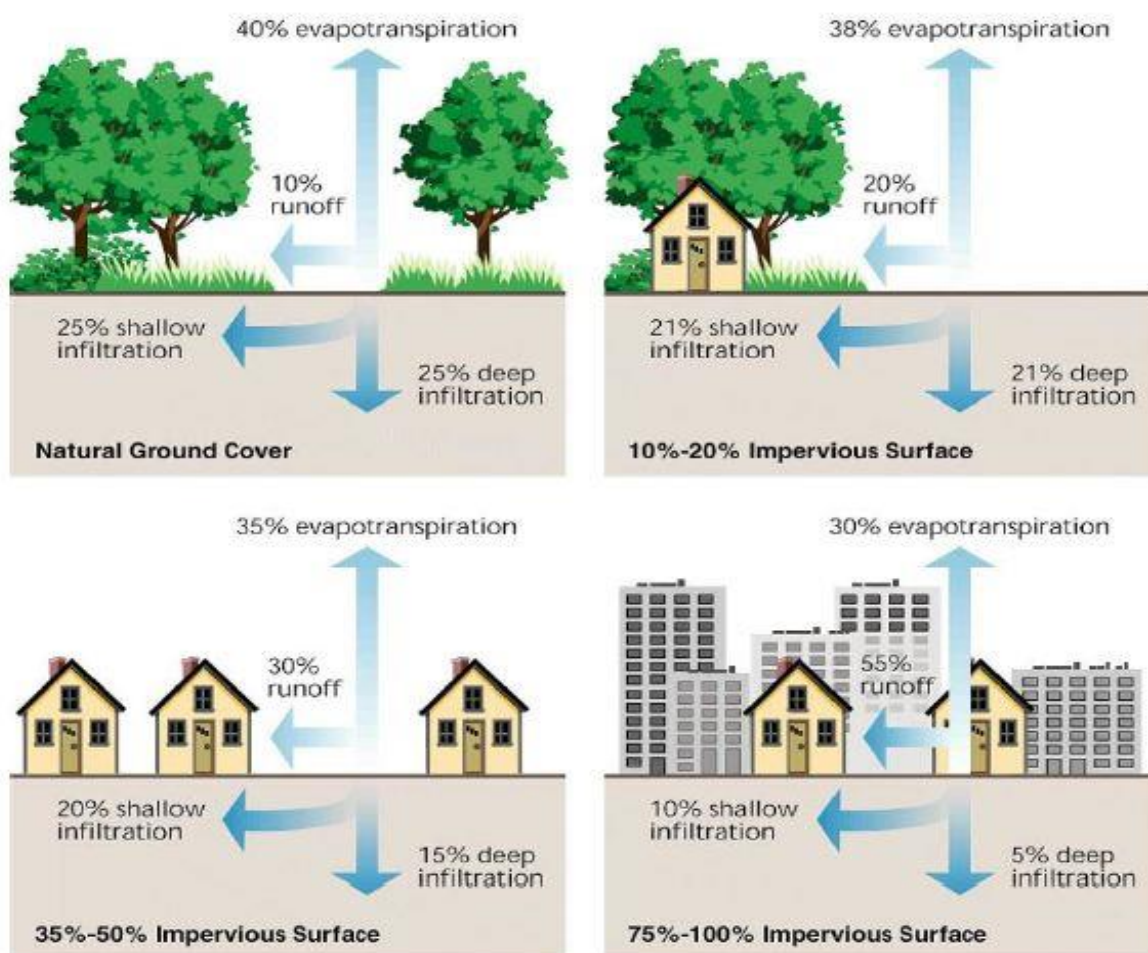 40% evapotranspiration
10%
runoff
25% shallow
infiltration
25% deep
infiltration
Natural Ground Cover
38% evapotranspiration
20%
runoff
21% shallow
infiltration
21% deep
infiltration
10%-20% Impervious Surface
35% evapotranspiration
30%
runoff
20% shallow
infiltration
15% deep
infiltration
35%-50% Impervious Surface
30% evapotranspiration
55%
runoff
10% shallow
infiltration
5% deep
infiltration
75%-100% Impervious Surface